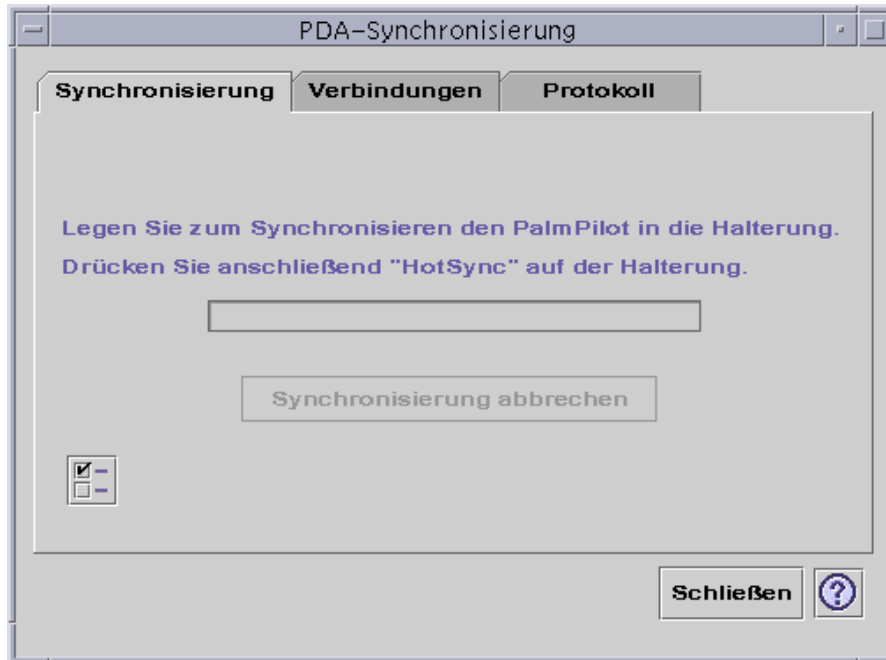 PDA–Synchronisierung
Synchronisierung Verbindungen Protokoll
Legen Sie zum Synchronisieren den PalmPilot in die Halterung.
Drücken Sie anschließend "HotSync" auf der Halterung.
Synchronisierung abbrechen
Schließen ?